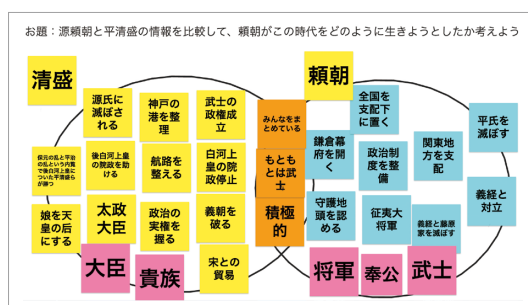 お題：源頼朝と平清盛の情報を比較して、頼朝がこの時代をどのように生きようとしたか考えよう
清盛
源氏に
滅ぼさ
れる
神戸の
港を整
理
武士の
政権成
立
保元の乱と平治
の乱という内戦
で後白河上皇に
ついた平清盛ら
が勝つ
後白河上皇
の院政を助
ける
航路を
整える
白河上
皇の院
政停止
娘を天
皇の后
にする
太政
大臣
政治の
実権を
握る
義朝を
破る
宋との
貿易
大臣
貴族
みんなをま
とめている
もとも
とは武
士
積極
的
頼朝
全国を
支配下
に置く
平氏を
滅ぼす
鎌倉幕
府を開
く
政治制
度を整
備
関東地
方を支
配
守護地
頭を認
める
征夷大
将軍
義経と藤原
家を滅ぼす
義経と
対立
将軍
奉公
武士